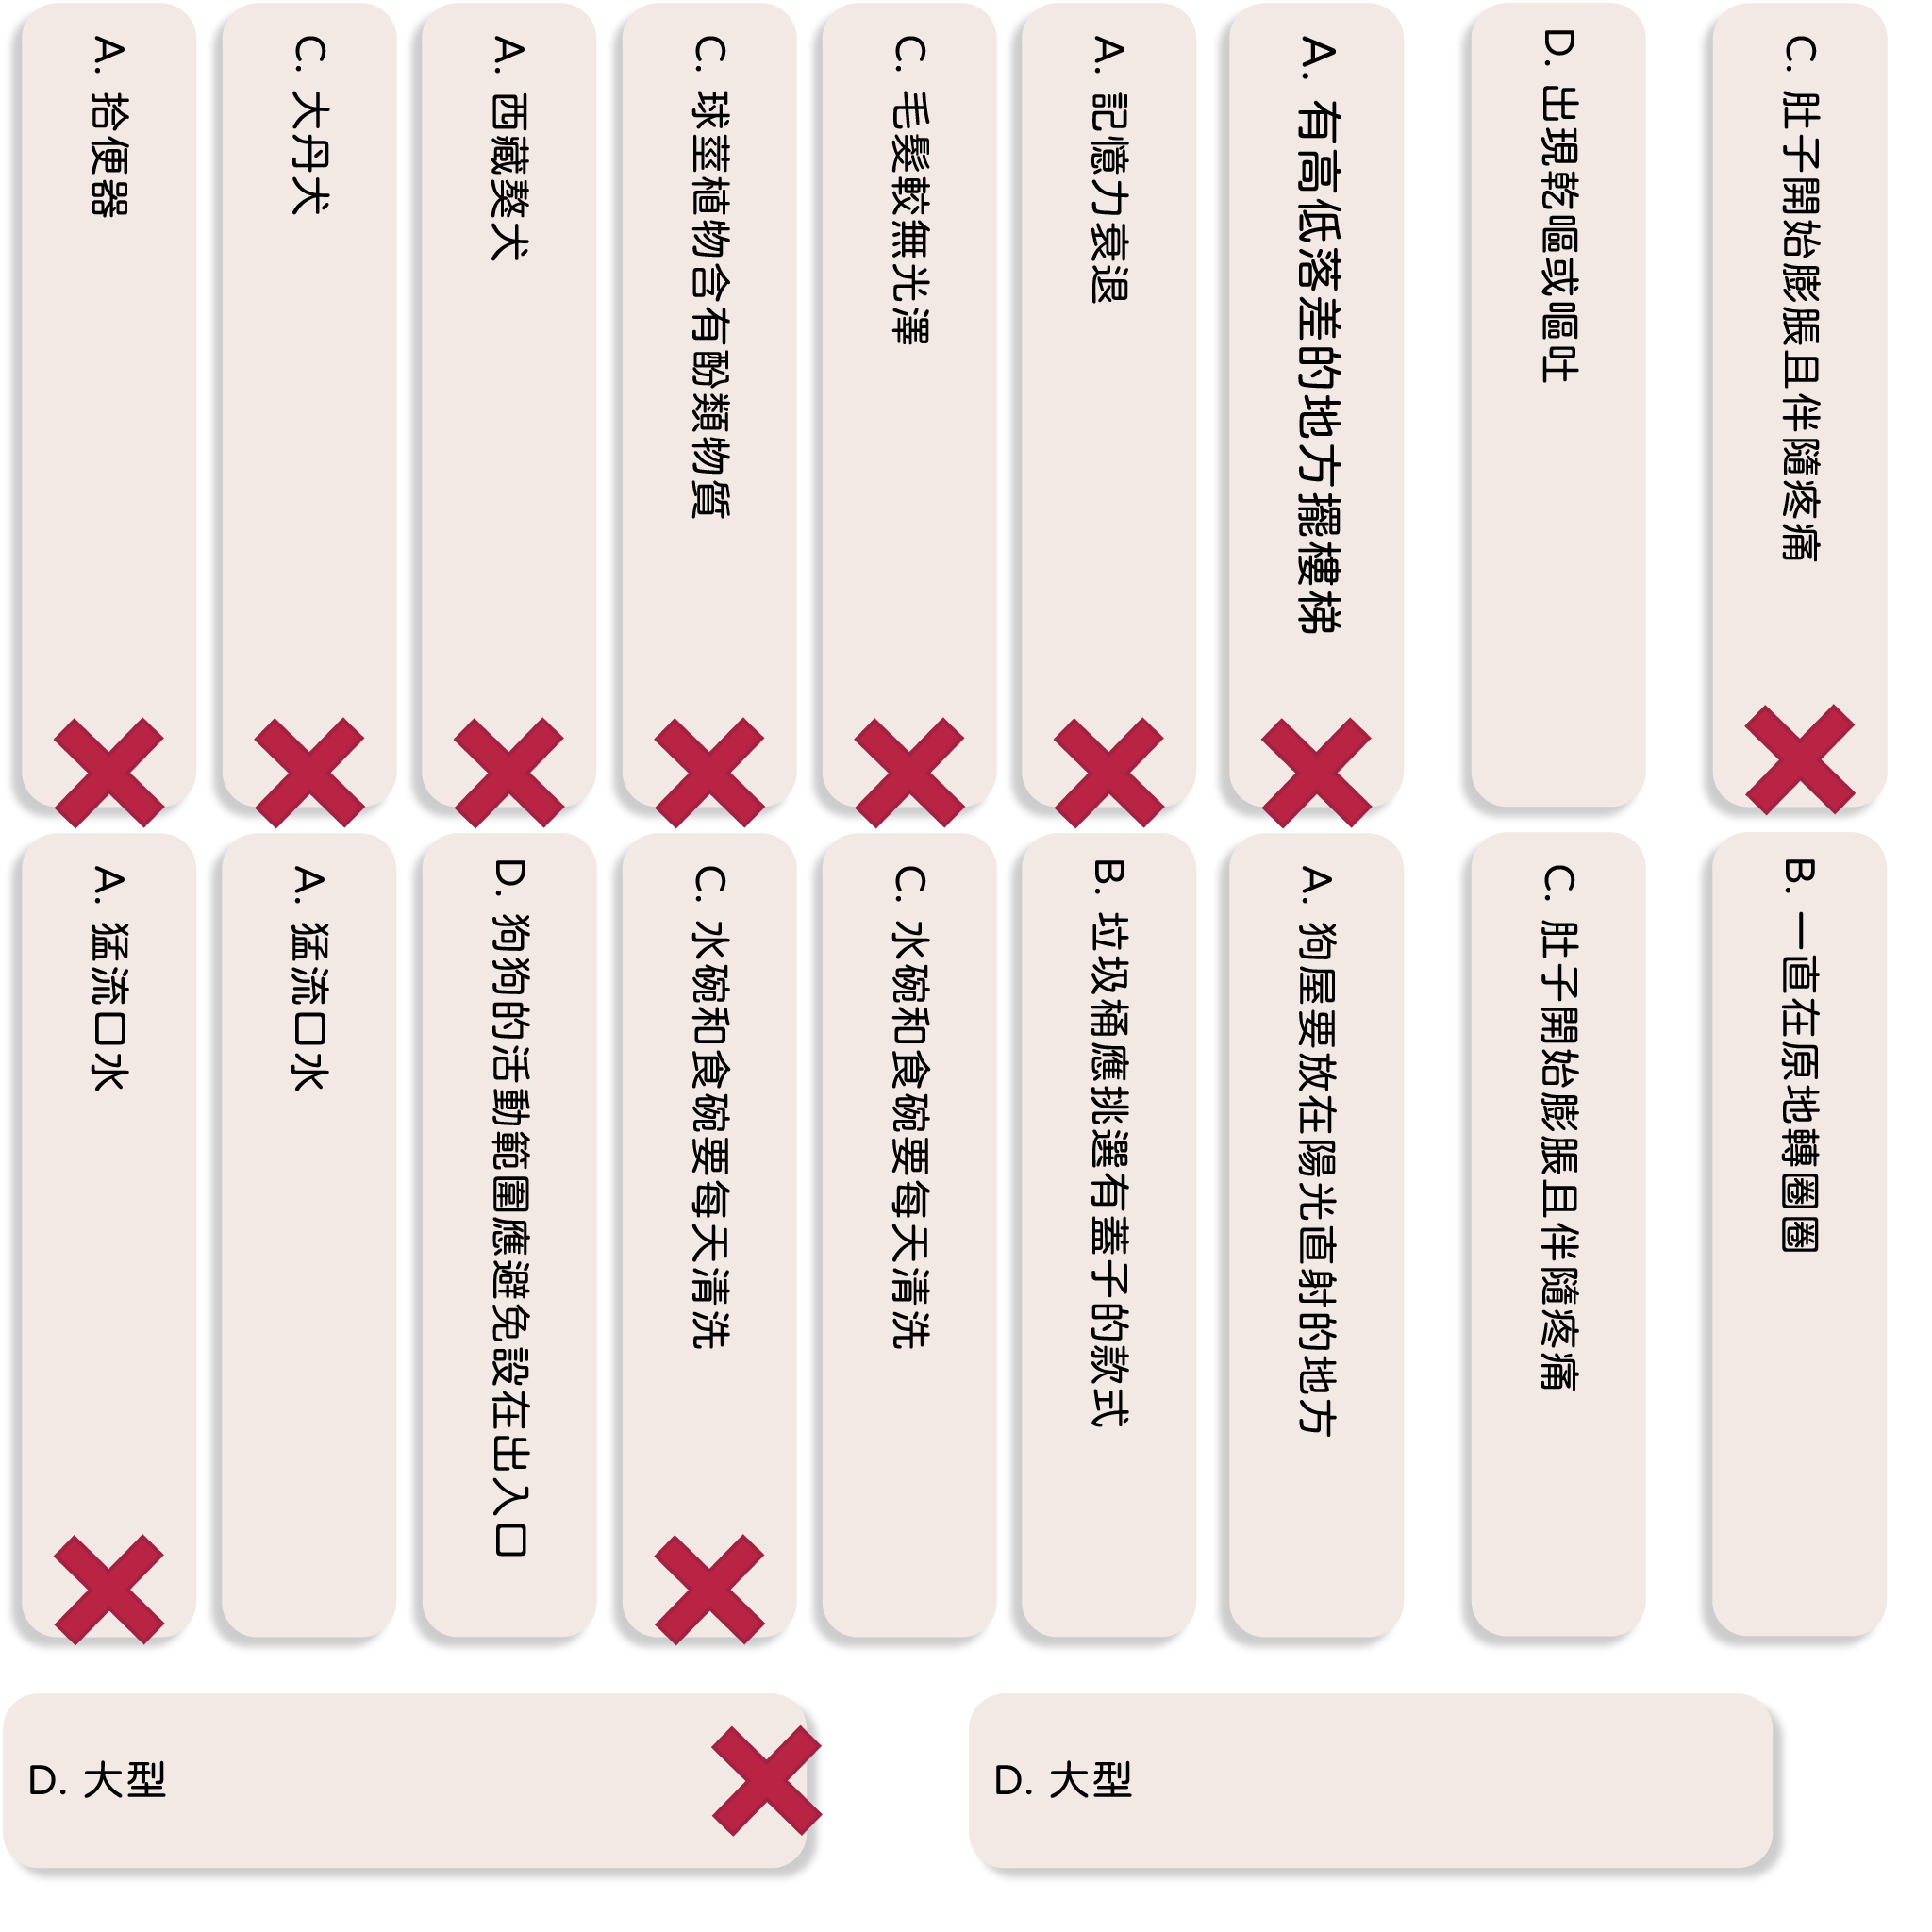 A. 拾便器
C. 大丹犬
A. 西藏獒犬
C. 球莖植物含有酚類物質
C. 毛髮較無光澤
A. 記憶力衰退
A. 有高低落差的地方擺樓梯
D. 出現乾嘔或嘔吐
C. 肚子開始膨脹且伴隨疼痛
A. 猛流口水
A. 猛流口水
D. 狗狗的活動範圍應避免設在出入口
C. 水碗和食碗要每天清洗
C. 水碗和食碗要每天清洗
B. 垃圾桶應挑選有蓋子的款式
A. 狗屋要放在陽光直射的地方
C. 肚子開始膨脹且伴隨疼痛
B. 一直在原地轉圈圈
D. 大型
D. 大型